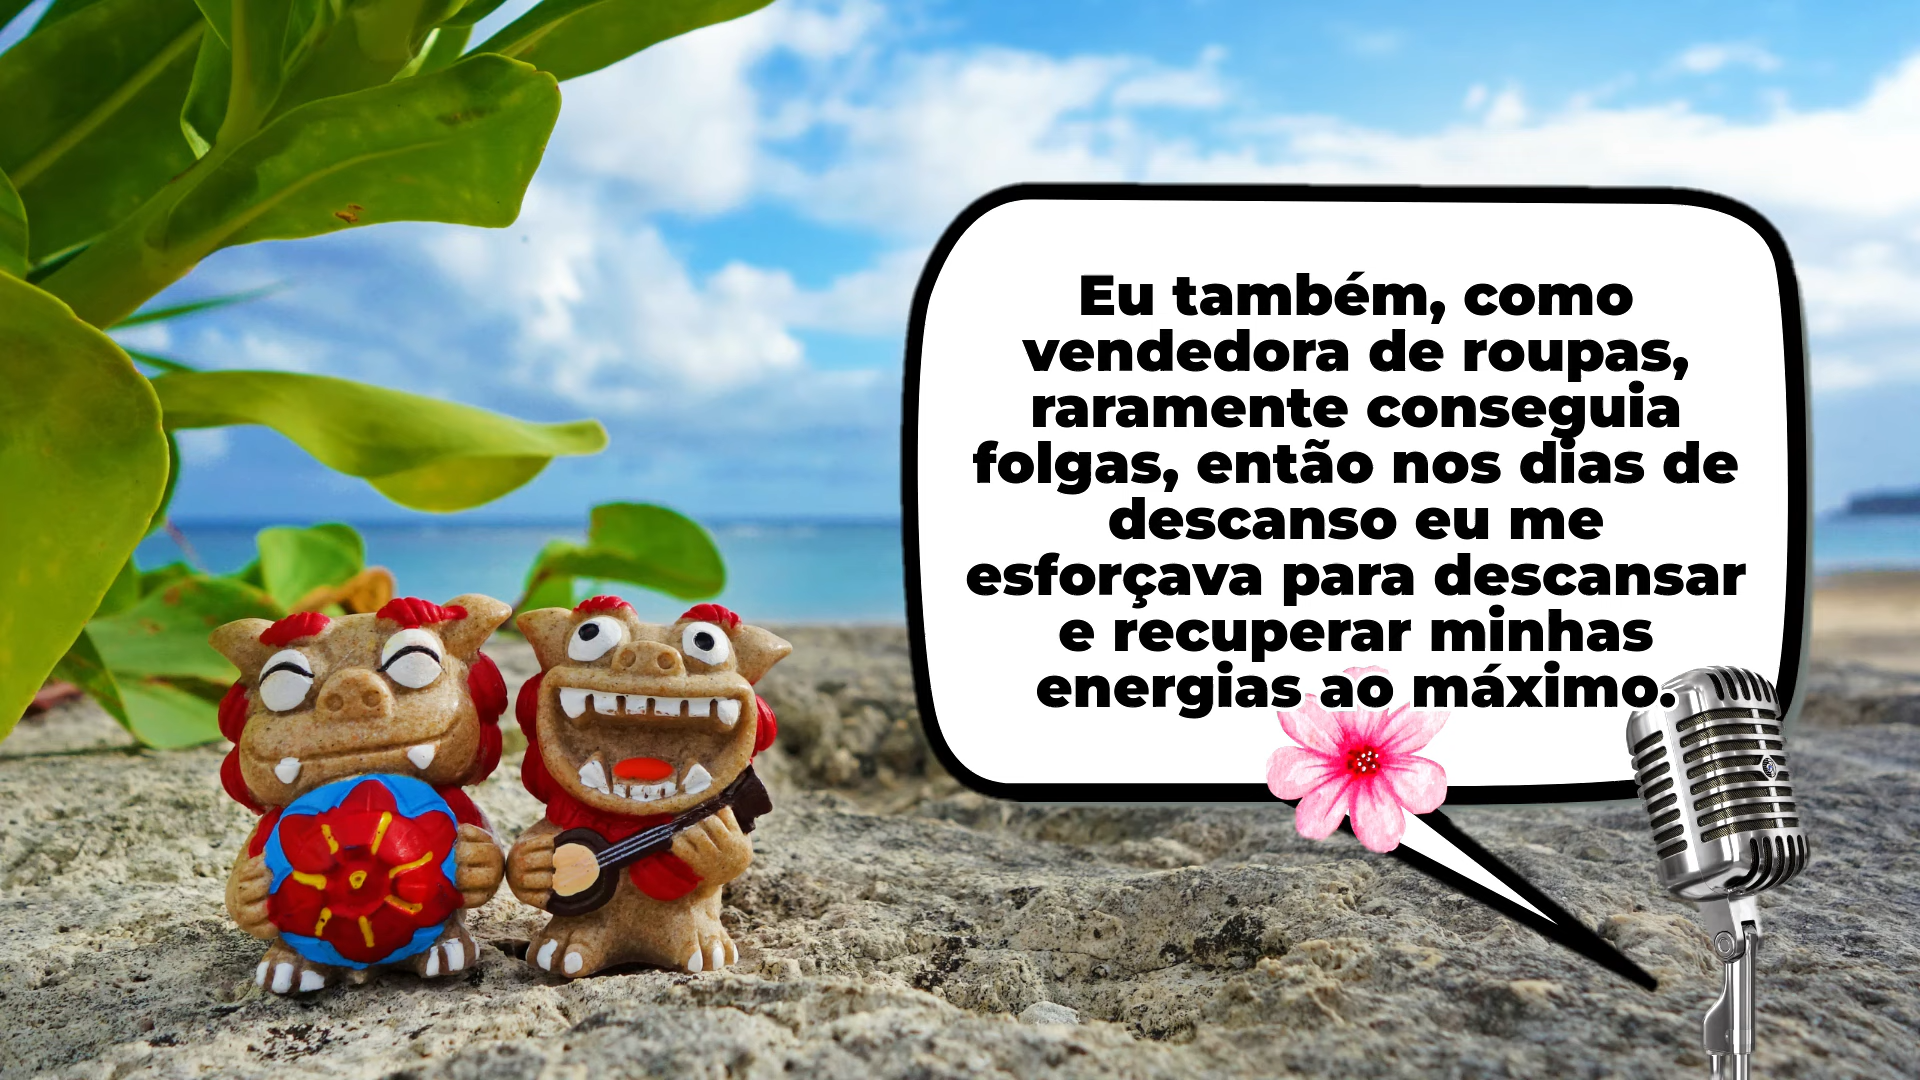 Eu também, como
vendedora de roupas,
raramente conseguia
folgas, então nos dias de
descanso eu me
esforçava para descansar
e recuperar minhas
energias ao máximo.